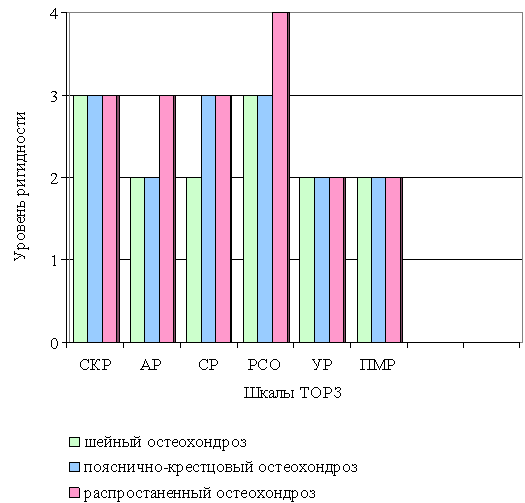 4
3
2
1
0
Уровень ригидности
СКР АР СР РСО УР ПМР
Шкалы ТОРЗ
шейный остеохондроз
пояснично-крестцовый остеохондроз
распростаненный остеохондроз